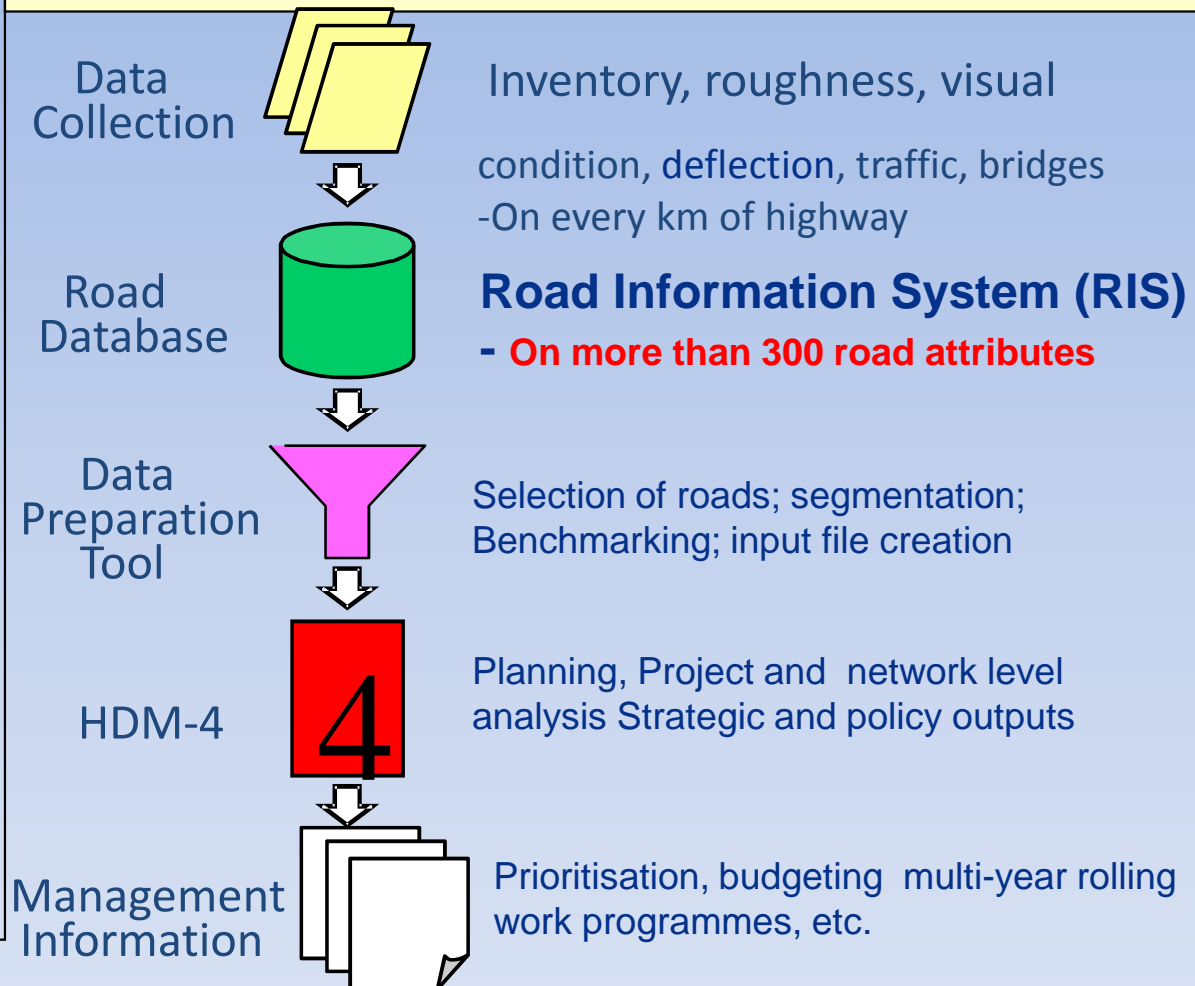 Data
Collection
Inventory, roughness, visual
condition, deflection, traffic, bridges
-On every km of highway
Road
Database
Road Information System (RIS)
- On more than 300 road attributes
Data
Preparation
Tool
Selection of roads; segmentation;
Benchmarking; input file creation
HDM-4
4
Planning, Project and network level
analysis Strategic and policy outputs
Management
Information
Prioritisation, budgeting multi-year rolling
work programmes, etc.